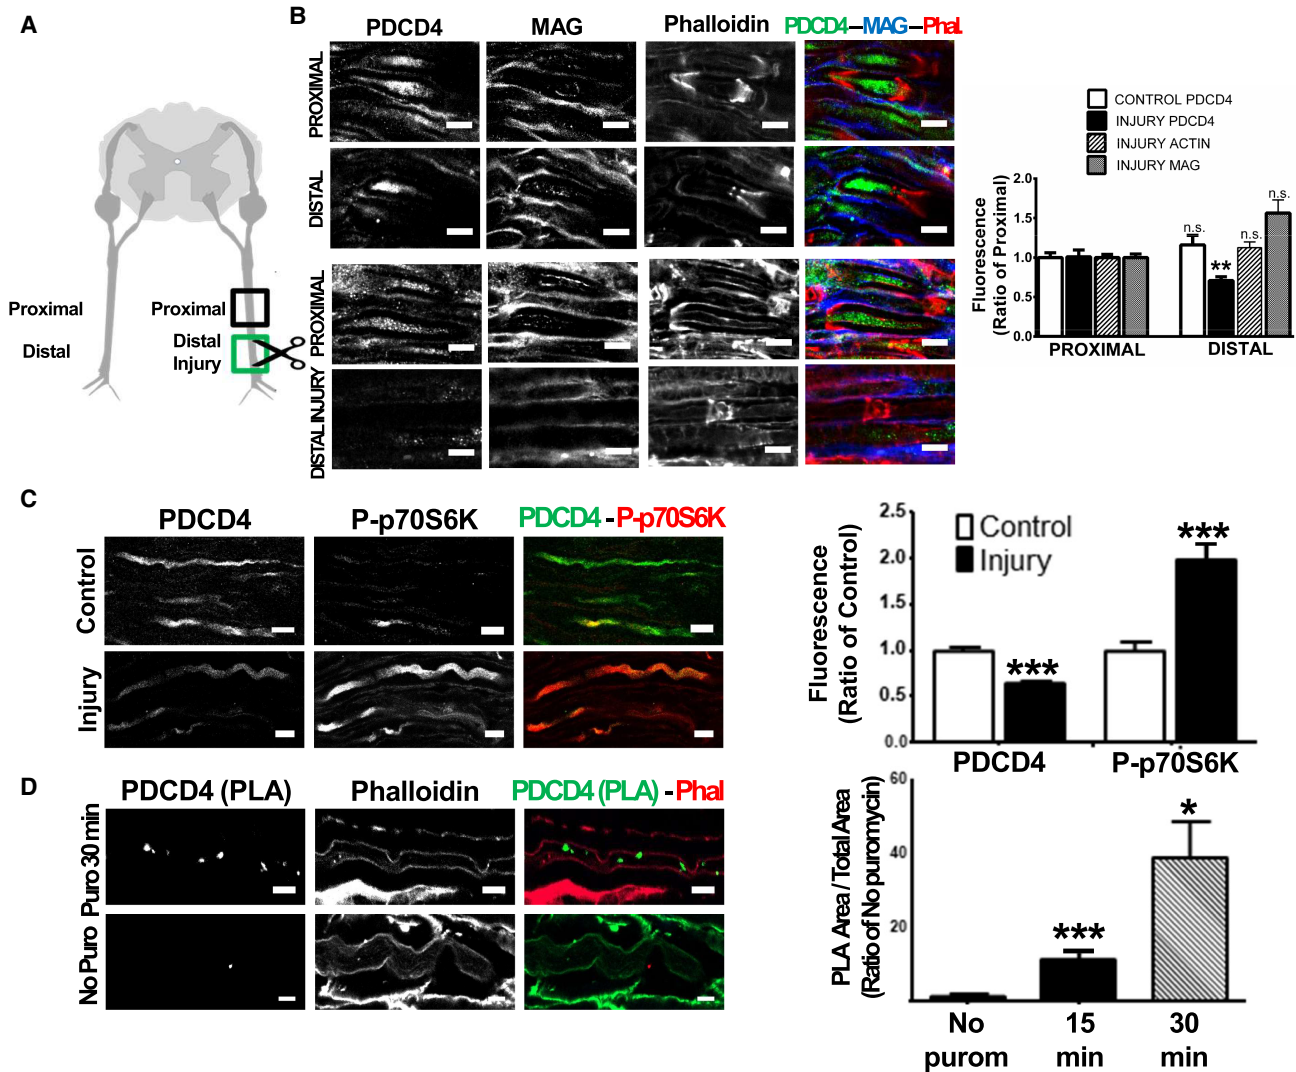 A
Proximal
Distal
Proximal
Distal
Injury
B
PDCD4
MAG
Phalloidin
PDCD4–MAG–Phal.
PROXIMAL
DISTAL
PROXIMAL
DISTAL INJURY
CONTROL PDCD4
INJURY PDCD4
INJURY ACTIN
INJURY MAG
Fluorescence
(Ratio of Proximal)
2.0
1.5
1.0
0.5
0.0
n.s.
**
n.s.
n.s.
PROXIMAL
DISTAL
C
PDCD4
P-p70S6K
PDCD4 - P-p70S6K
Control
Injury
Fluorescence
(Ratio of Control)
2.5
2.0
1.5
1.0
0.5
0.0
Control
Injury
***
***
PDCD4
P-p70S6K
D
PDCD4 (PLA)
Phalloidin
PDCD4 (PLA) - Phal
Puro 30 min
No Puro
PLA Area / Total Area
(Ratio of No puromycin)
60
40
20
***
*
No
purom
15
min
30
min